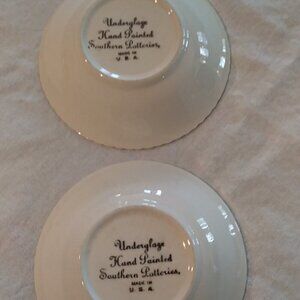 Underglaze
Hand Painted
Southern Potteries,
MADE IN
U. S. A.
Underglaze
Hand Painted
Southern Potteries,
MADE IN
U. S. A.